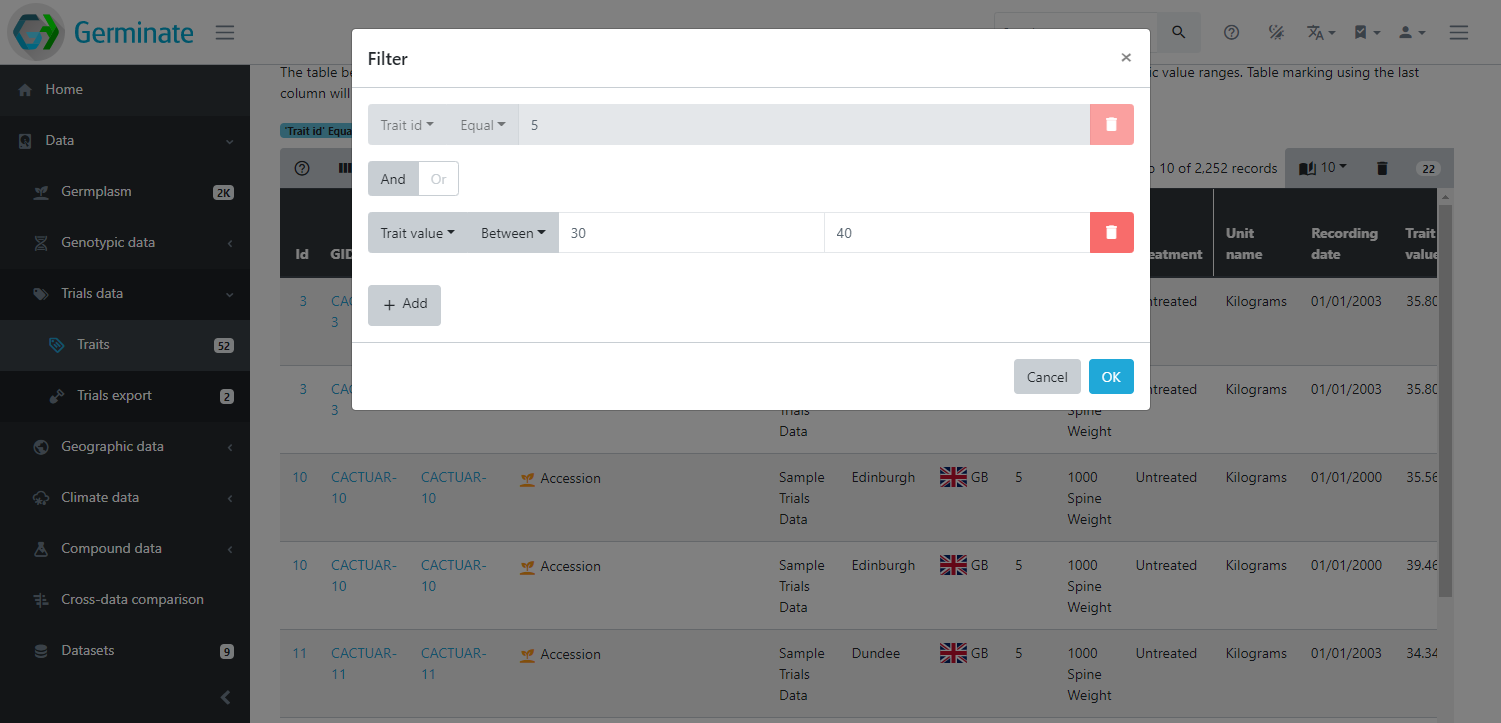 Germinate
Home
Data
Germplasm 2K
Genotypic data
Trials data
Traits 52
Trials export 2
Geographic data
Climate data
Compound data
Cross-data comparison
Datasets 9
The table be
ic value ranges. Table marking using the last
column will
'Trait id' Equa
10 of 2,252 records
10
22
Filter
×
Trait id Equal 5
And Or
Trait value Between 30 40
+ Add
Cancel OK
Id GID eatment Unit name Recording date Trait value
3 CAC 3 Untreated Kilograms 01/01/2003 35.80
3 CAC 3 Trials Data Spine Weight Untreated Kilograms 01/01/2003 35.80
10 CACTUAR-10 CACTUAR-10 Accession Sample Trials Data Edinburgh GB 5 1000 Spine Weight Untreated Kilograms 01/01/2000 35.56
10 CACTUAR-10 CACTUAR-10 Accession Sample Trials Data Edinburgh GB 5 1000 Spine Weight Untreated Kilograms 01/01/2000 39.46
11 CACTUAR-11 CACTUAR-11 Accession Sample Trials Data Dundee GB 5 1000 Spine Weight Untreated Kilograms 01/01/2003 34.34